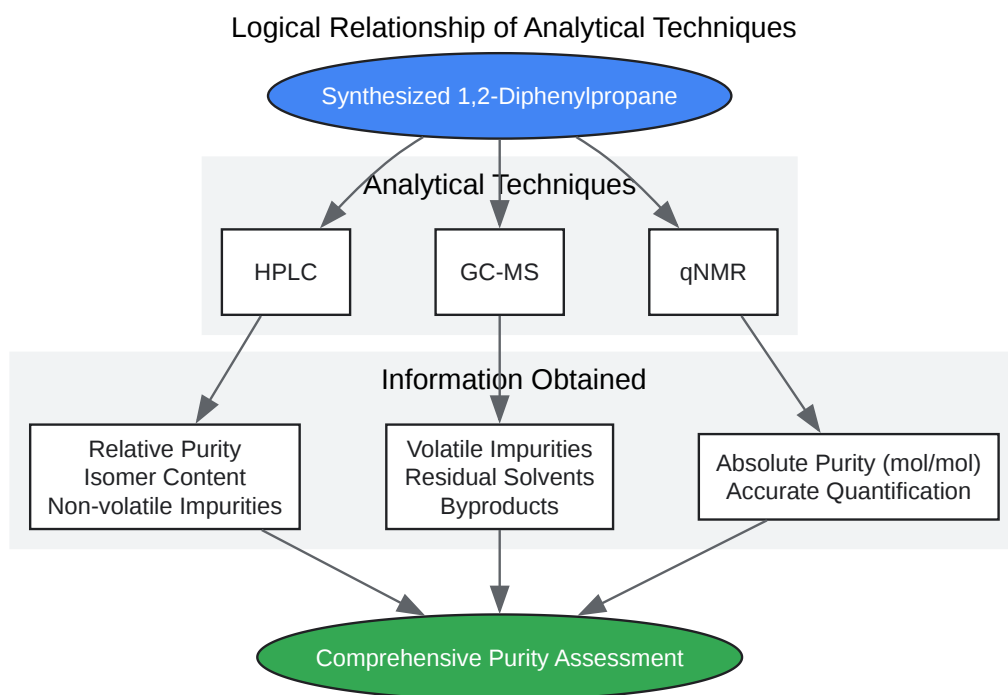 Logical Relationship of Analytical Techniques
Synthesized 1,2-Diphenylpropane
Analytical Techniques
HPLC
GC-MS
qNMR
Information Obtained
Relative Purity
Isomer Content
Non-volatile Impurities
Volatile Impurities
Residual Solvents
Byproducts
Absolute Purity (mol/mol)
Accurate Quantification
Comprehensive Purity Assessment